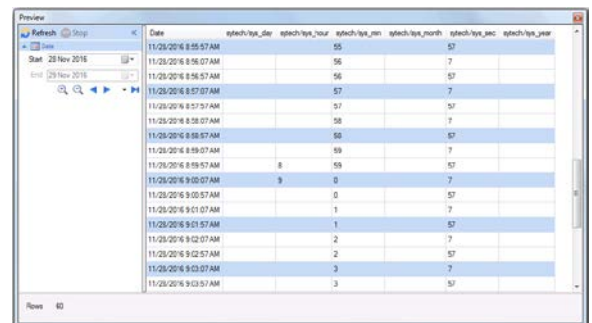 Preview
Refresh Stop <
Date
Start 28 Nov 2016
End 29 Nov 2016
Date sytech/sys_day sytech/sys_hour sytech/sys_min sytech/sys_month sytech/sys_sec sytech/sys_year
11/28/2016 8:55:57 AM 55 57
11/28/2016 8:56:07 AM 56 7
11/28/2016 8:56:57 AM 56 57
11/28/2016 8:57:07 AM 57 7
11/28/2016 8:57:57 AM 57 57
11/28/2016 8:58:07 AM 58 7
11/28/2016 8:58:57 AM 58 57
11/28/2016 8:59:07 AM 59 7
11/28/2016 8:59:57 AM 8 59 57
11/28/2016 9:00:07 AM 9 0 7
11/28/2016 9:00:57 AM 0 57
11/28/2016 9:01:07 AM 1 7
11/28/2016 9:01:57 AM 1 57
11/28/2016 9:02:07 AM 2 7
11/28/2016 9:02:57 AM 2 57
11/28/2016 9:03:07 AM 3 7
11/28/2016 9:03:57 AM 3 57
Rows 60